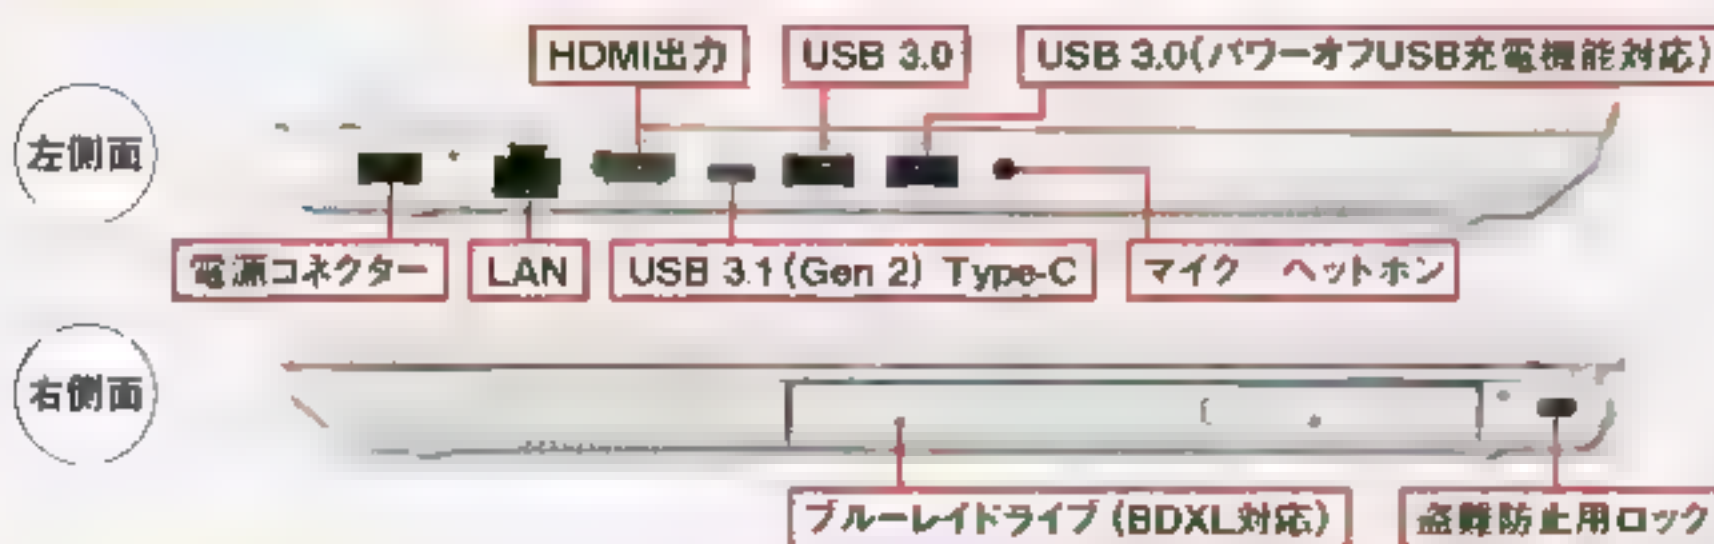 HDMI出力
USB 3.0
USB 3.0(パワーオフUSB充電機能対応)
左側面
電源コネクター
LAN
USB 3.1(Gen 2) Type-C
マイク ヘットホン
右側面
ブルーレイドライブ (BDXL対応)
盗難防止用ロック